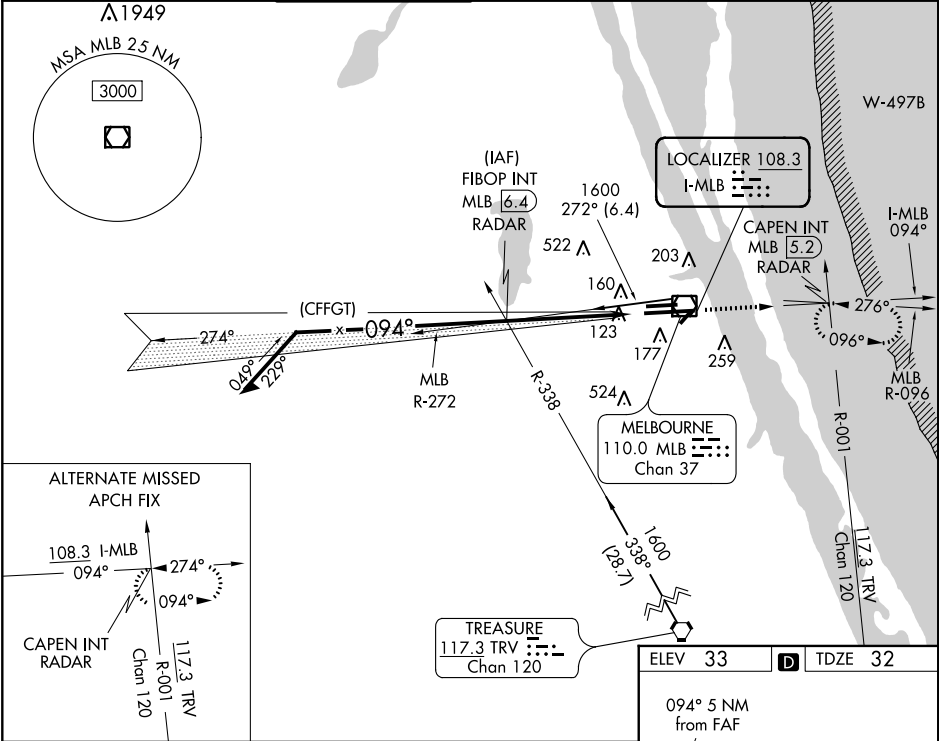 1949
MSA MLB 25 NM
3000
(IAF)
FIBOP INT
MLB 6.4
RADAR
1600
272° (6.4)
LOCALIZER 108.3
I-MLB
W-497B
I-MLB
094°
CAPEN INT
MLB 5.2
RADAR
522
203
160
123
177
259
524
(CFFGT)
274°
094°
049°
229°
MLB
R-272
276°
096°
MLB
R-096
R-338
MELBOURNE
110.0 MLB
Chan 37
R-001
117.3 TRV
Chan 120
1600
338°
(28.7)
TREASURE
117.3 TRV
Chan 120
ALTERNATE MISSED
APCH FIX
108.3 I-MLB
094°
274°
094°
CAPEN INT
RADAR
117.3 TRV
R-001
Chan 120
ELEV 33
D
TDZE 32
094° 5 NM
from FAF